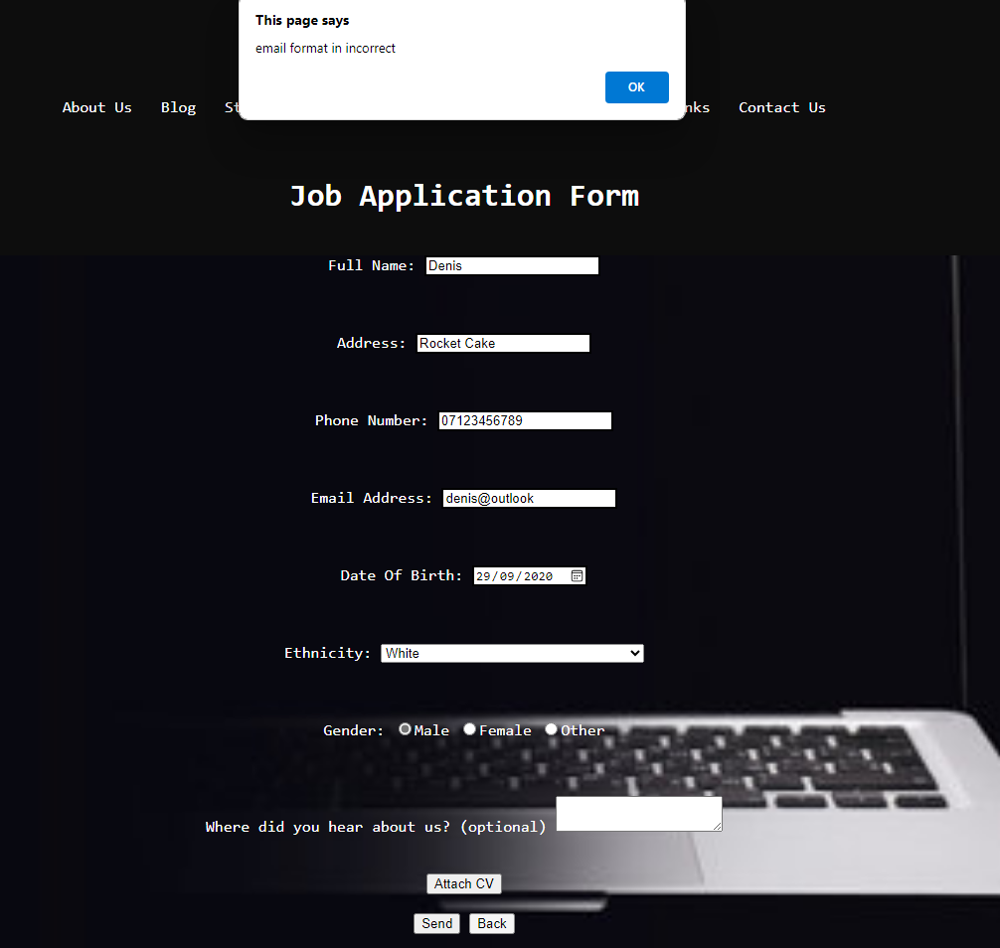 This page says
email format in incorrect
OK
About Us Blog St nks Contact Us
Job Application Form
Full Name: Denis
Address: Rocket Cake
Phone Number: 07123456789
Email Address: denis@outlook
Date Of Birth: 29/09/2020
Ethnicity: White
Gender: Male Female Other
Where did you hear about us? (optional)
Attach CV
Send Back